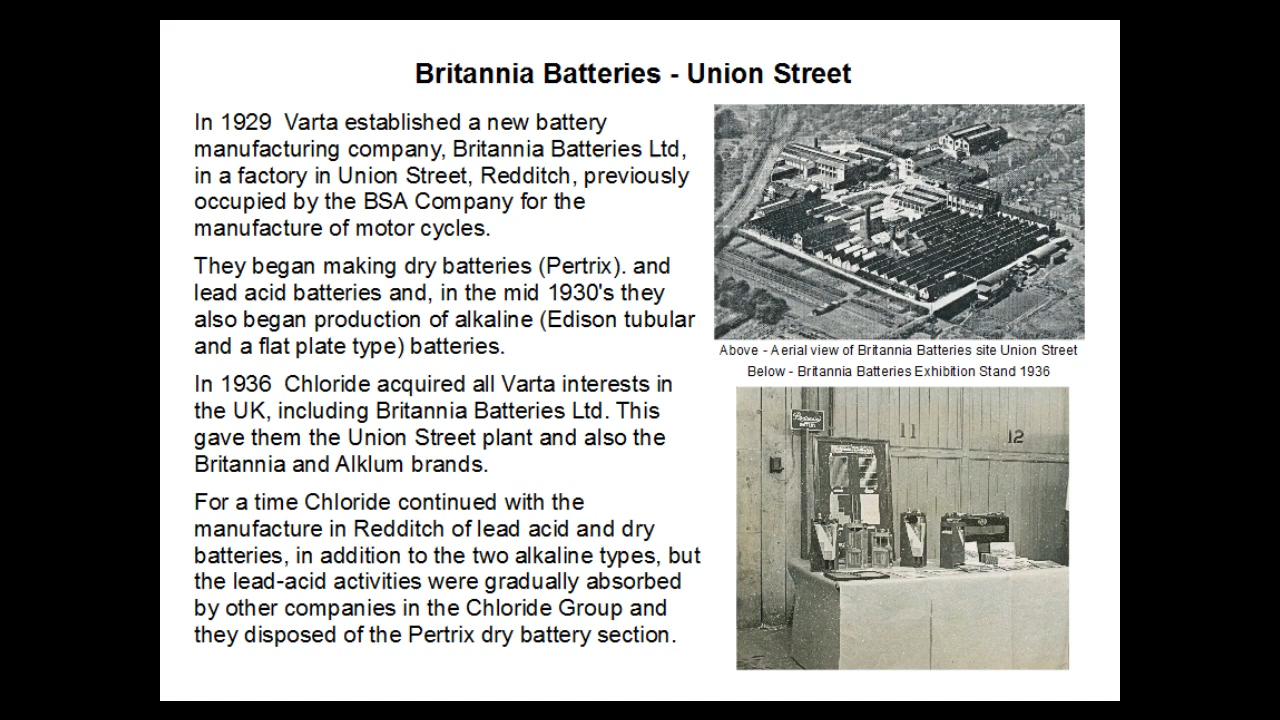 Britannia Batteries - Union Street
In 1929  Varta established a new battery
manufacturing company, Britannia Batteries Ltd,
in a factory in Union Street, Redditch, previously
occupied by the BSA Company for the
manufacture of motor cycles.
They began making dry batteries (Pertrix). and
lead acid batteries and, in the mid 1930's they
also began production of alkaline (Edison tubular
and a flat plate type) batteries.
In 1936  Chloride acquired all Varta interests in
the UK, including Britannia Batteries Ltd. This
gave them the Union Street plant and also the
Britannia and Alklum brands.
For a time Chloride continued with the
manufacture in Redditch of lead acid and dry
batteries, in addition to the two alkaline types, but
the lead-acid activities were gradually absorbed
by other companies in the Chloride Group and
they disposed of the Pertrix dry battery section.
Above - Aerial view of Britannia Batteries site Union Street
Below - Britannia Batteries Exhibition Stand 1936
11
12